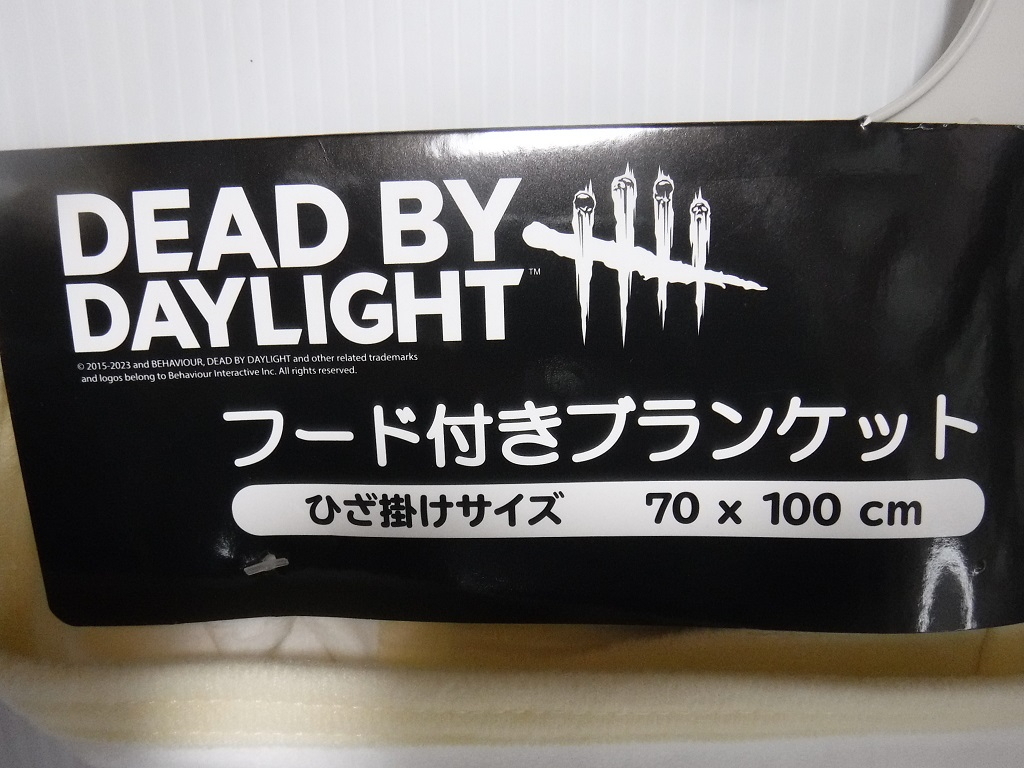 DEAD BY
DAYLIGHT™
© 2015-2023 and BEHAVIOUR, DEAD BY DAYLIGHT and other related trademarks
and logos belong to Behaviour Interactive Inc. All rights reserved.
フード付きブランケット
ひざ掛けサイズ 70 x 100 cm